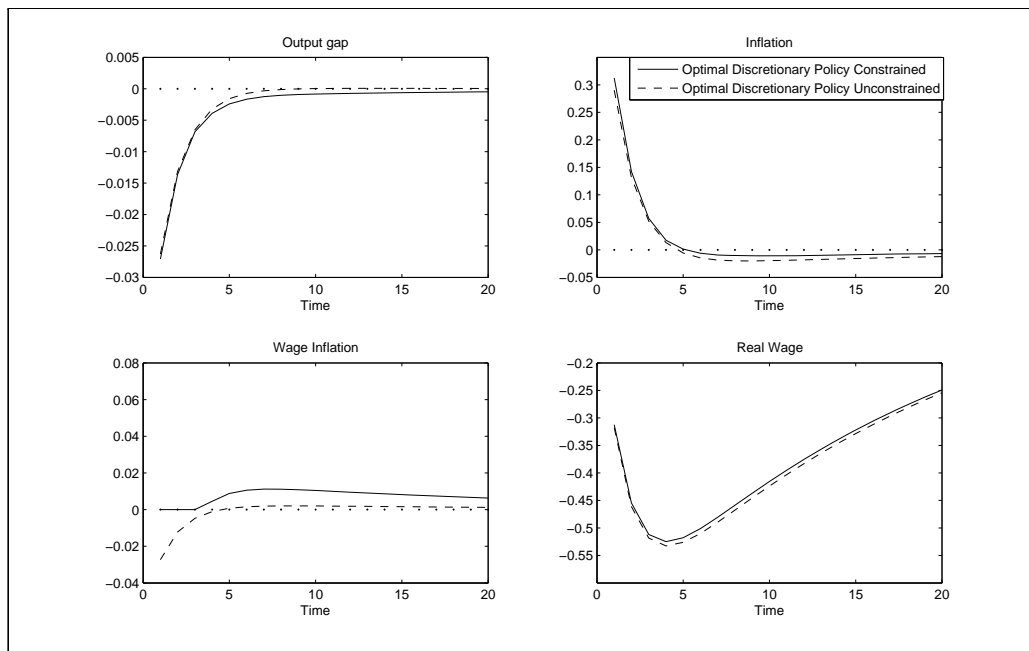 Output gap
0.005
0
−0.005
−0.01
−0.015
−0.02
−0.025
−0.03
0 5 10 15 20
Time
Inflation
Optimal Discretionary Policy Constrained
Optimal Discretionary Policy Unconstrained
0.3
0.25
0.2
0.15
0.1
0.05
0
−0.05
0 5 10 15 20
Time
Wage Inflation
0.08
0.06
0.04
0.02
0
−0.02
−0.04
0 5 10 15 20
Time
Real Wage
−0.2
−0.25
−0.3
−0.35
−0.4
−0.45
−0.5
−0.55
0 5 10 15 20
Time